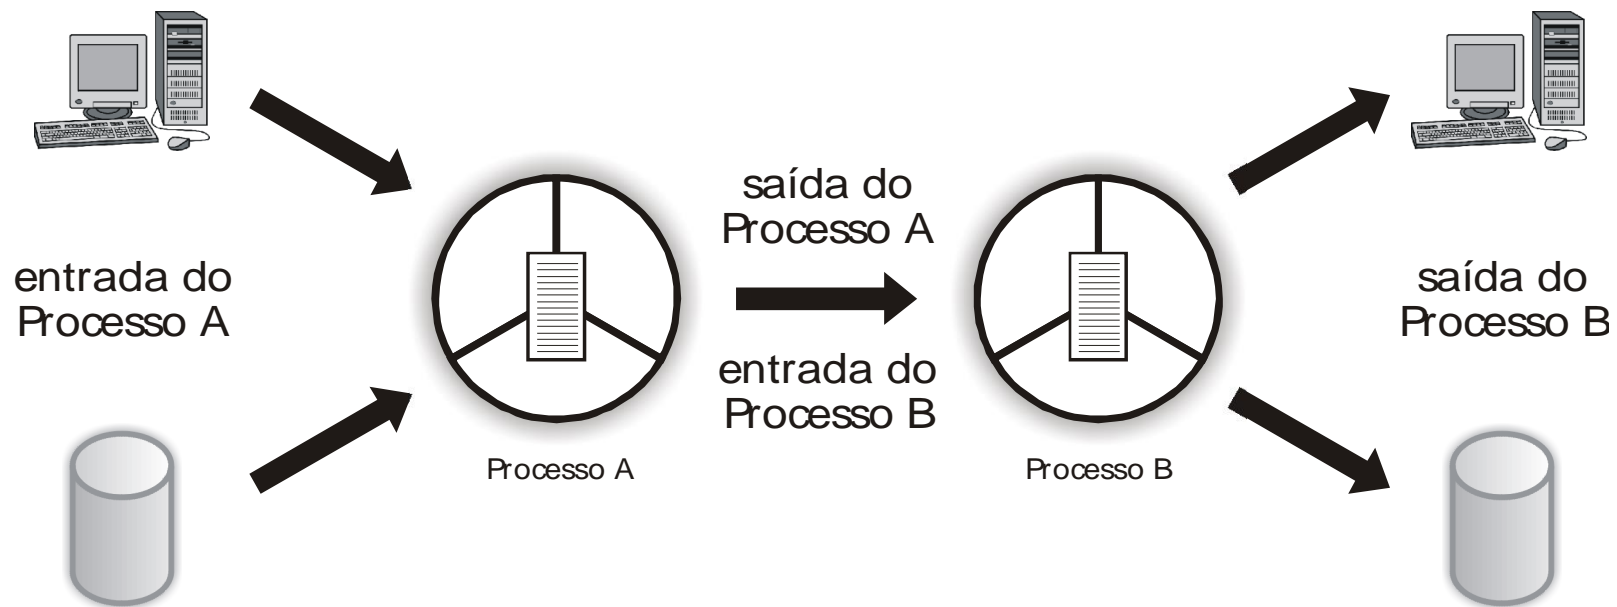 entrada do
Processo A
saída do
Processo A
entrada do
Processo B
saída do
Processo B
Processo A
Processo B